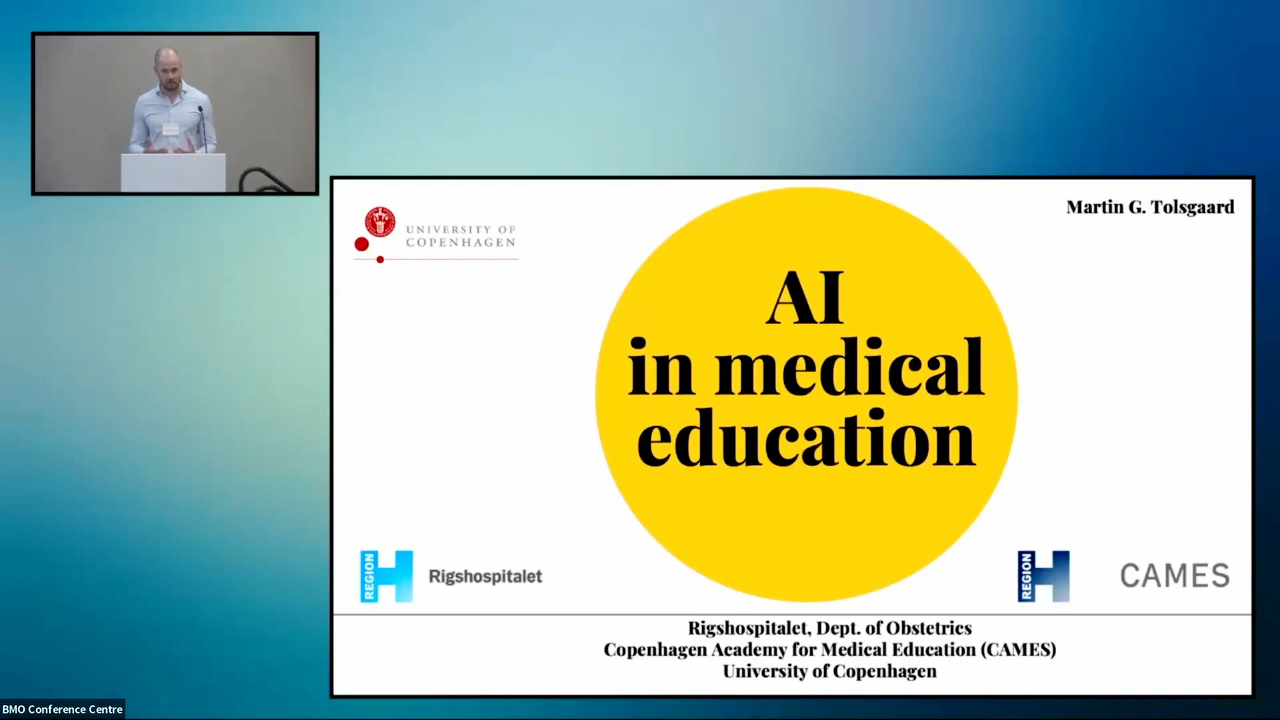 Martin G. Tolsgaard
UNIVERSITY OF
COPENHAGEN
AI
in medical
education
REGION
H
Rigshospitalet
REGION
H
CAMES
Rigshospitalet, Dept. of Obstetrics
Copenhagen Academy for Medical Education (CAMES)
University of Copenhagen
BMO Conference Centre